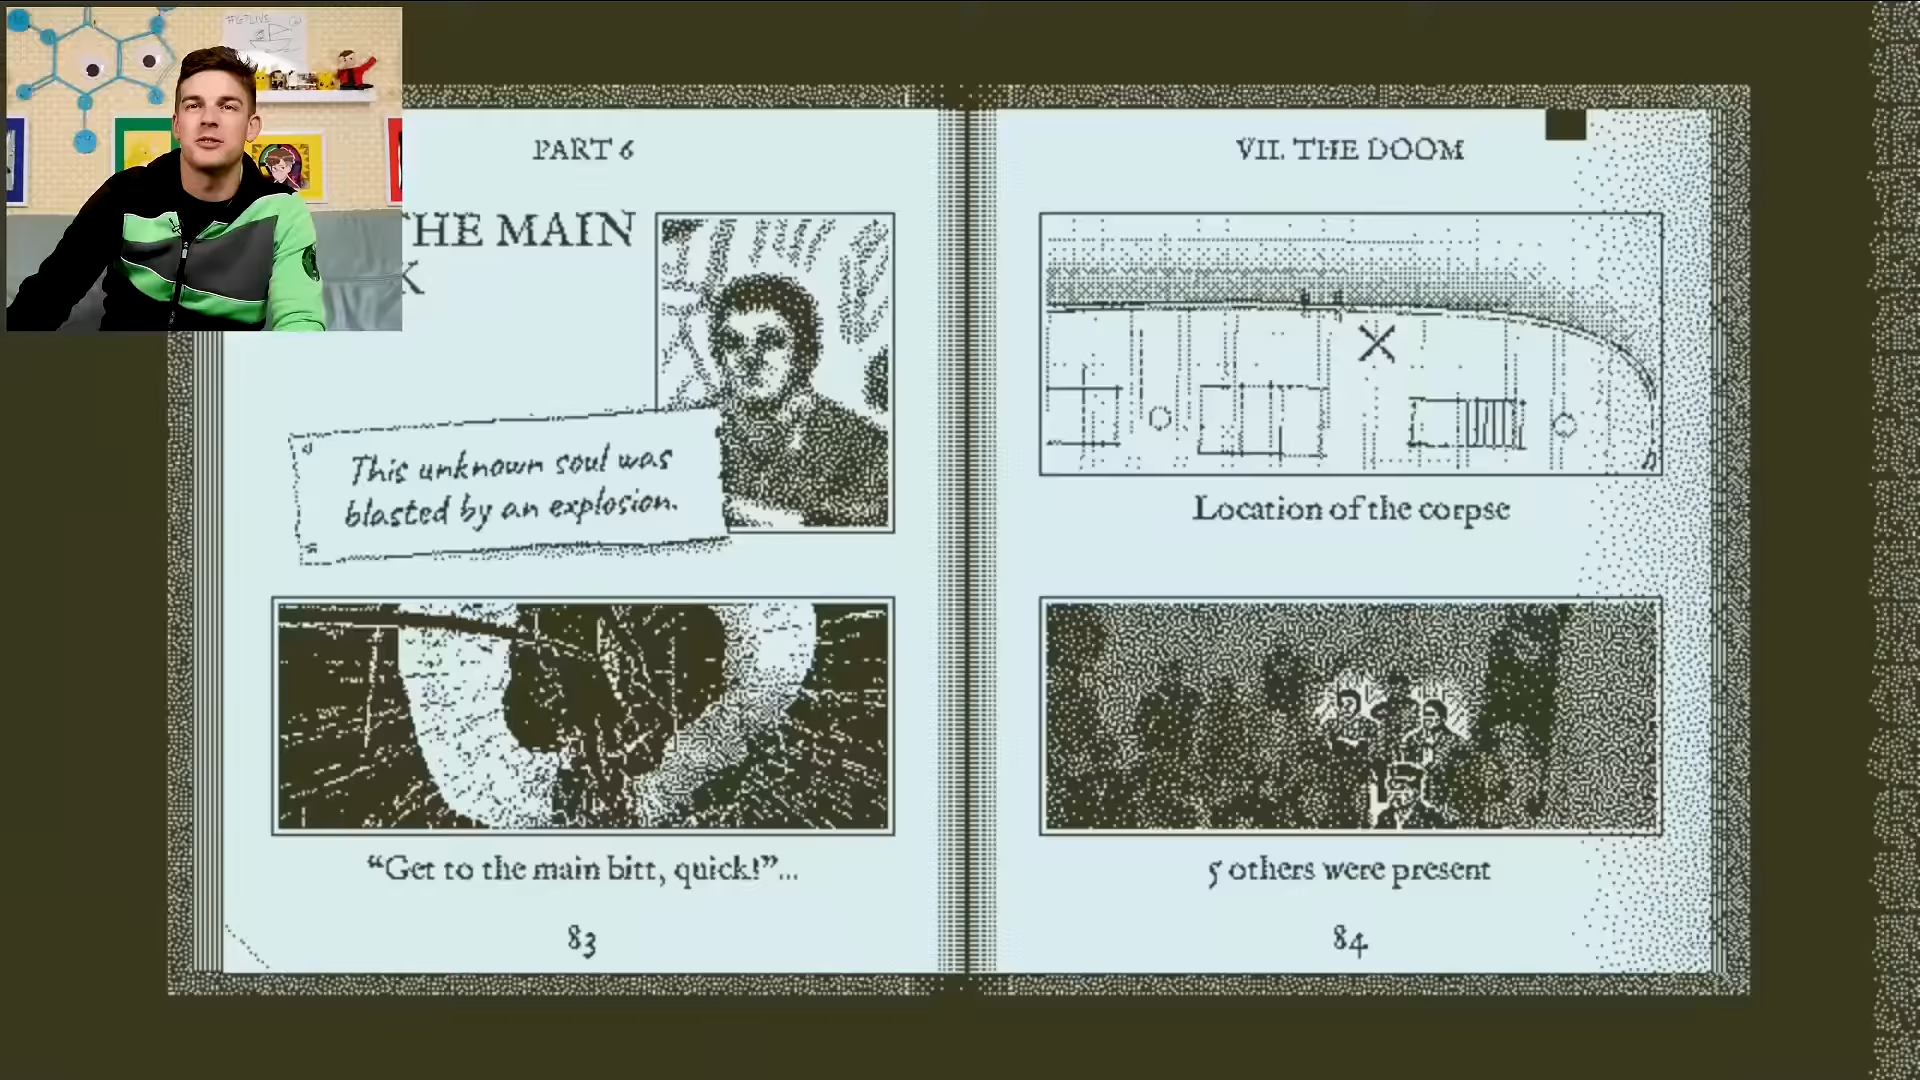 #GTLIVE
PART 6
HE MAIN
K
This unknown soul was
blasted by an explosion.
“Get to the main bitt, quick!”...
83
VII. THE DOOM
Location of the corpse
5 others were present
84